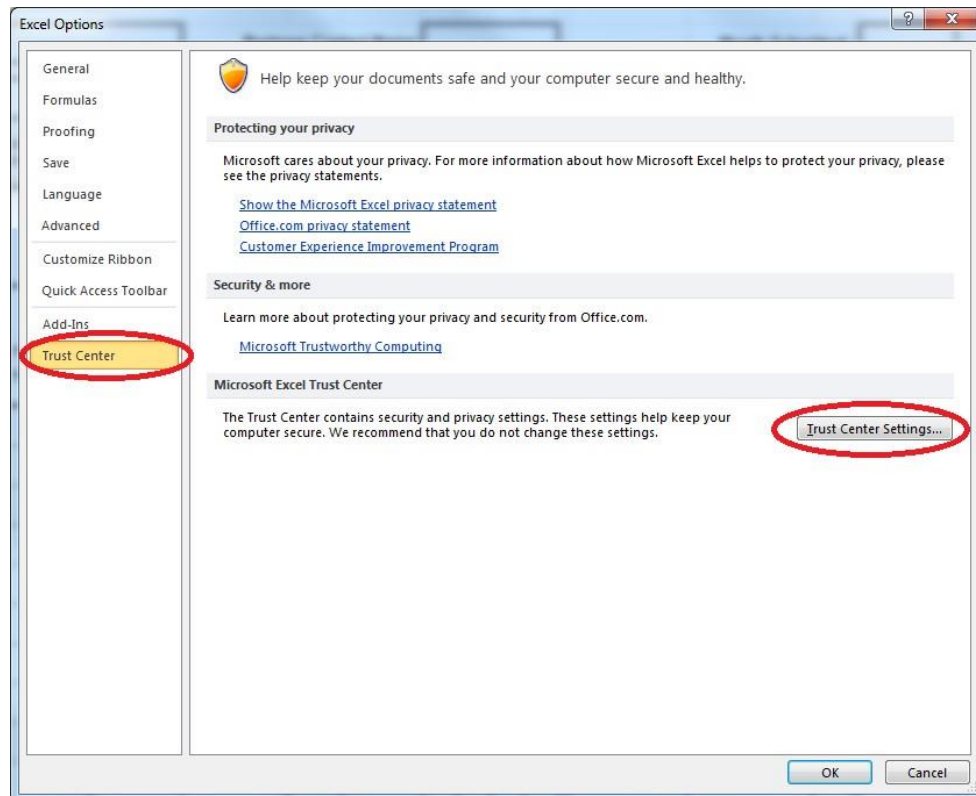 Excel Options
General
Formulas
Proofing
Save
Language
Advanced
Customize Ribbon
Quick Access Toolbar
Add-Ins
Trust Center
Help keep your documents safe and your computer secure and healthy.
Protecting your privacy
Microsoft cares about your privacy. For more information about how Microsoft Excel helps to protect your privacy, please
see the privacy statements.
Show the Microsoft Excel privacy statement
Office.com privacy statement
Customer Experience Improvement Program
Security & more
Learn more about protecting your privacy and security from Office.com.
Microsoft Trustworthy Computing
Microsoft Excel Trust Center
The Trust Center contains security and privacy settings. These settings help keep your
computer secure. We recommend that you do not change these settings.
Trust Center Settings...
OK
Cancel